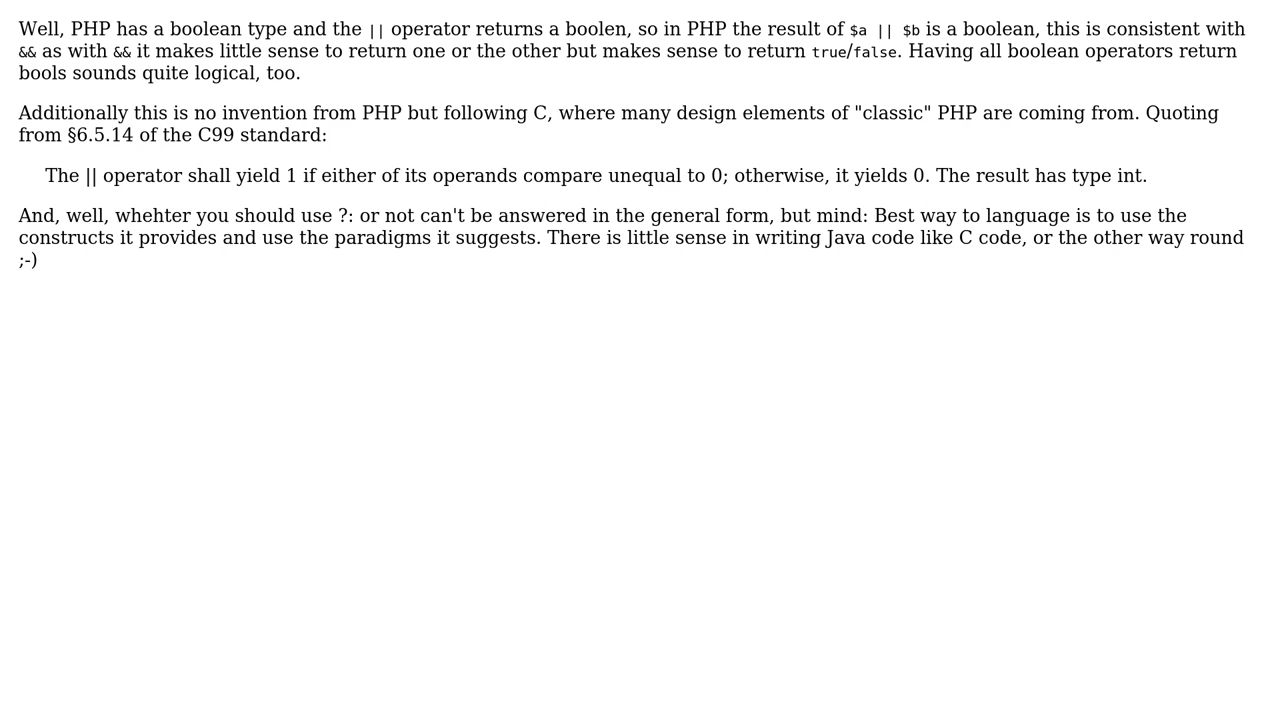 Well, PHP has a boolean type and the || operator returns a boolen, so in PHP the result of $a || $b is a boolean, this is consistent with
&& as with && it makes little sense to return one or the other but makes sense to return true/false. Having all boolean operators return
bools sounds quite logical, too.
Additionally this is no invention from PHP but following C, where many design elements of "classic" PHP are coming from. Quoting
from §6.5.14 of the C99 standard:
The || operator shall yield 1 if either of its operands compare unequal to 0; otherwise, it yields 0. The result has type int.
And, well, whehter you should use ?: or not can't be answered in the general form, but mind: Best way to language is to use the
constructs it provides and use the paradigms it suggests. There is little sense in writing Java code like C code, or the other way round
;-)